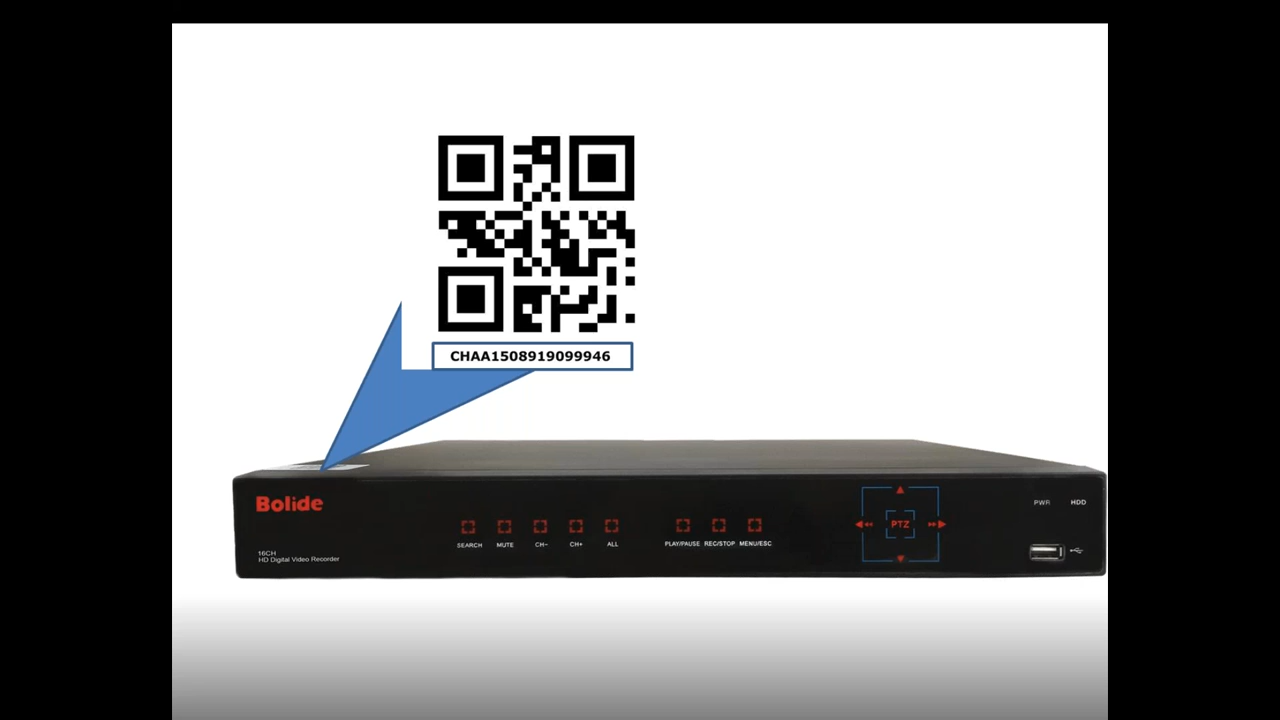 CHAA1508919099946
Bolide
PWR HDD
PTZ
SEARCH MUTE CH- CH+ ALL PLAY/PAUSE REC/STOP MENU/ESC
16CH
HD Digital Video Recorder